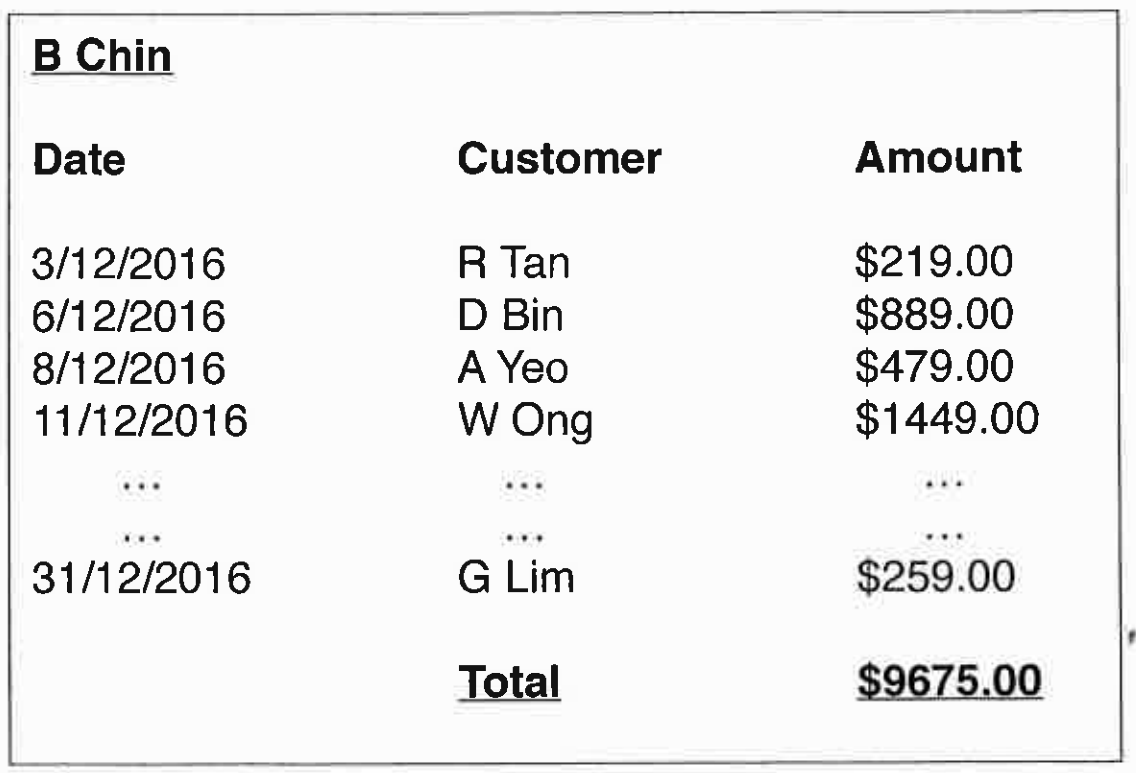 B Chin
Date Customer Amount
3/12/2016 R Tan $219.00
6/12/2016 D Bin $889.00
8/12/2016 A Yeo $479.00
11/12/2016 W Ong $1449.00
... ... ...
... ... ...
31/12/2016 G Lim $259.00
Total $9675.00